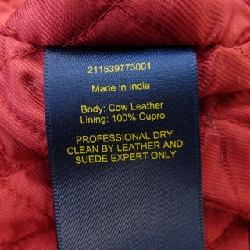 211539773001
Made in India
Body: Cow Leather
Lining: 100% Cupro
PROFESSIONAL DRY
CLEAN BY LEATHER AND
SUEDE EXPERT ONLY